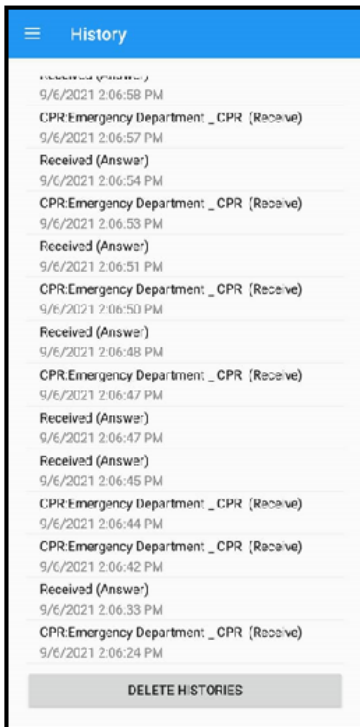 History
Received (Answer)
9/6/2021 2:06:58 PM
CPR:Emergency Department _ CPR (Receive)
9/6/2021 2:06:57 PM
Received (Answer)
9/6/2021 2:06:54 PM
CPR:Emergency Department _ CPR (Receive)
9/6/2021 2:06:53 PM
Received (Answer)
9/6/2021 2:06:51 PM
CPR:Emergency Department _ CPR (Receive)
9/6/2021 2:06:50 PM
Received (Answer)
9/6/2021 2:06:48 PM
CPR:Emergency Department _ CPR (Receive)
9/6/2021 2:06:47 PM
Received (Answer)
9/6/2021 2:06:47 PM
Received (Answer)
9/6/2021 2:06:45 PM
CPR:Emergency Department _ CPR (Receive)
9/6/2021 2:06:44 PM
CPR:Emergency Department _ CPR (Receive)
9/6/2021 2:06:42 PM
Received (Answer)
9/6/2021 2:06:33 PM
CPR:Emergency Department _ CPR (Receive)
9/6/2021 2:06:24 PM
DELETE HISTORIES